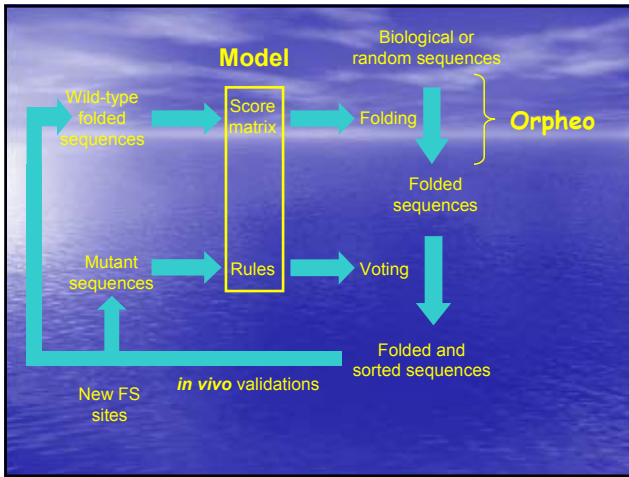 Model
Biological or
random sequences
Wild-type
folded
sequences
Score
matrix
Folding
Orpheo
Folded
sequences
Mutant
sequences
Rules
Voting
Folded and
sorted sequences
in vivo validations
New FS
sites